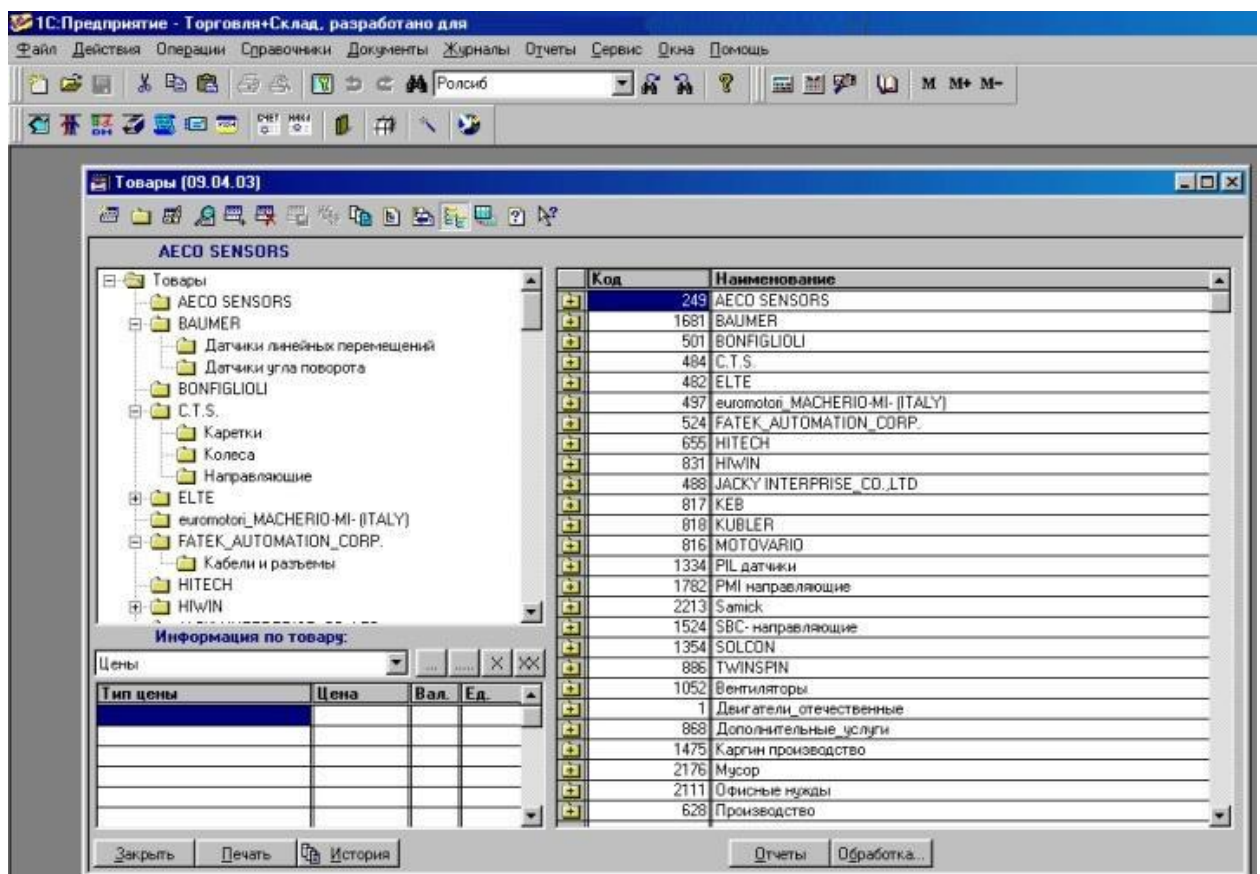 1С:Предприятие - Торговля+Склад, разработано для
Файл Действия Операции Справочники Документы Журналы Отчеты Сервис Окна Помощь
Ролсиб M M+ M-
Товары (09.04.03)
AECO SENSORS
Товары
AECO SENSORS
BAUMER
Датчики линейных перемещений
Датчики угла поворота
BONFIGLIOLI
C.T.S.
Каретки
Колеса
Направляющие
ELTE
euromotori_MACHERIO-MI- (ITALY)
FATEK_AUTOMATION_CORP.
Кабели и разъемы
HITECH
HIWIN
Информация по товару:
Цены
Тип цены Цена Вал. Ед.
Код Наименование
249 AECO SENSORS
1681 BAUMER
501 BONFIGLIOLI
484 C.T.S.
482 ELTE
497 euromotori_MACHERIO-MI- (ITALY)
524 FATEK_AUTOMATION_CORP.
655 HITECH
831 HIWIN
488 JACKY INTERPRISE_CO.,LTD
817 KEB
818 KUBLER
816 MOTOVARIO
1334 PIL датчики
1782 PMI направляющие
2213 Samick
1524 SBC- направляющие
1354 SOLCON
886 TWINSPIN
1052 Вентиляторы
1 Двигатели_отечественные
868 Дополнительные_услуги
1475 Каргин производство
2176 Мусор
2111 Офисные нужды
628 Производство
Закрыть Печать История Отчеты Обработка...